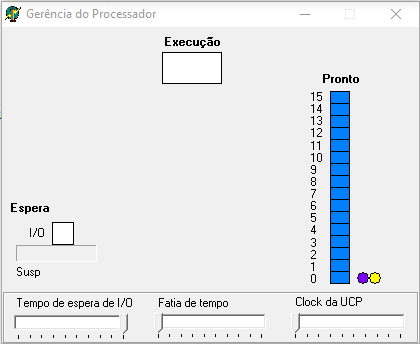 Gerência do Processador
Execução
Pronto
15
14
13
12
11
10
9
8
7
6
5
4
3
2
1
0
Espera
I/O
Susp
Tempo de espera de I/O
Fatia de tempo
Clock da UCP